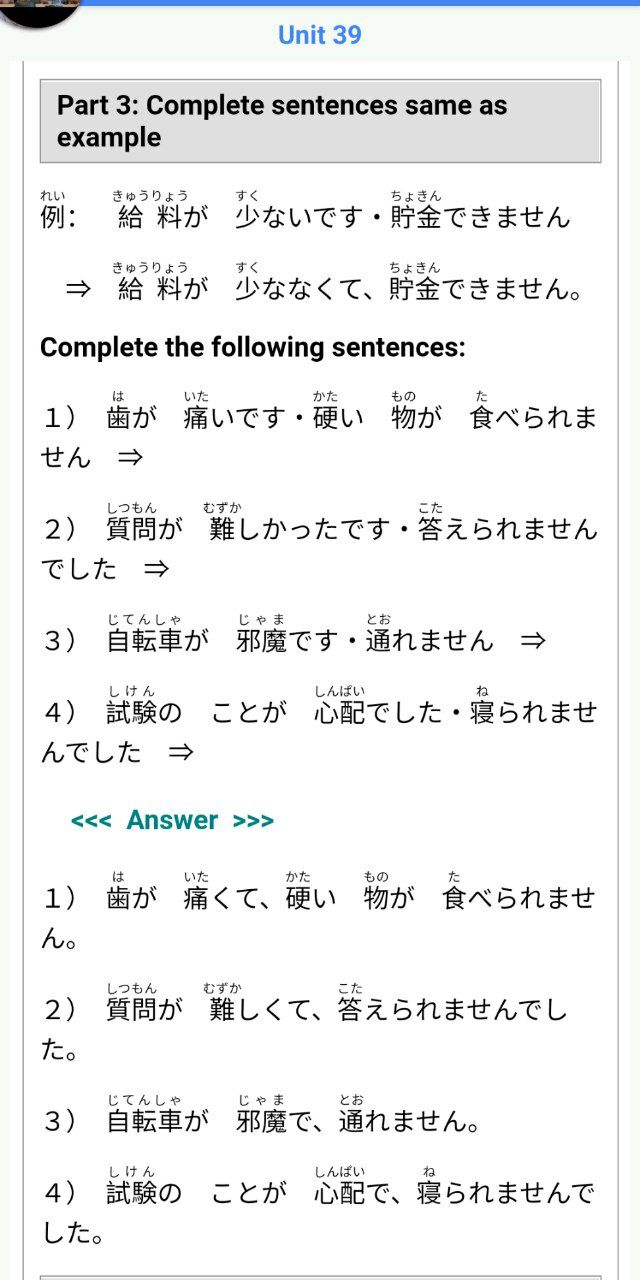 Unit 39
Part 3: Complete sentences same as
example
れい きゅうりょう すく ちょきん
例： 給料が 少ないです・貯金できません
きゅうりょう すく ちょきん
⇒ 給料が 少ななくて、貯金できません。
Complete the following sentences:
は いた かた もの た
１） 歯が 痛いです・硬い 物が 食べられま
せん ⇒
しつもん むずか こた
２） 質問が 難しかったです・答えられません
でした ⇒
じてんしゃ じゃま とお
３） 自転車が 邪魔です・通れません ⇒
しけん しんぱい ね
４） 試験の ことが 心配でした・寝られませ
んでした ⇒
<<< Answer >>>
は いた かた もの た
１） 歯が 痛くて、硬い 物が 食べられませ
ん。
しつもん むずか こた
２） 質問が 難しくて、答えられませんでし
た。
じてんしゃ じゃま とお
３） 自転車が 邪魔で、通れません。
しけん しんぱい ね
４） 試験の ことが 心配で、寝られませんで
した。